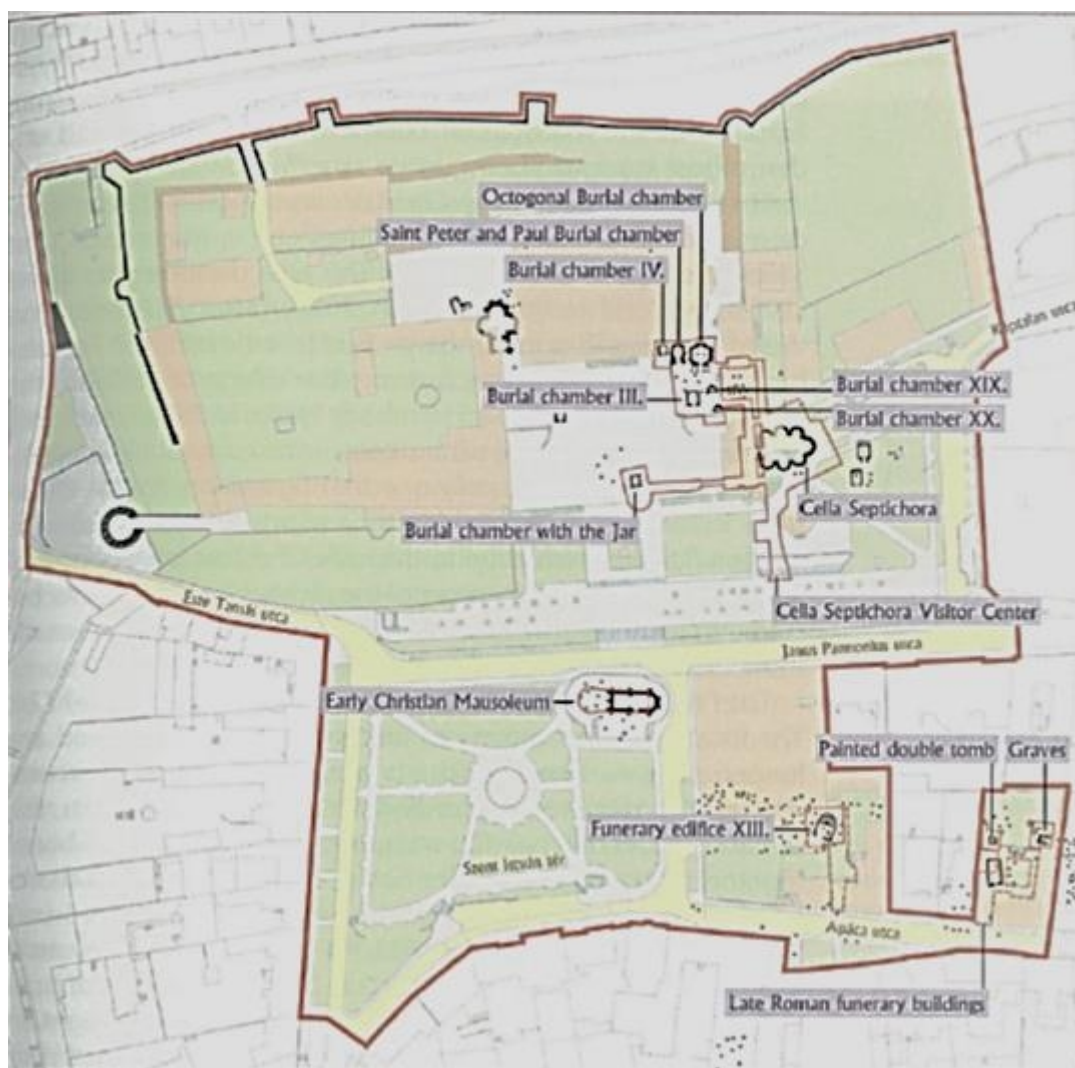 Octogonal Burial chamber
Saint Peter and Paul Burial chamber
Burial chamber IV.
Burial chamber III.
Burial chamber XIX.
Burial chamber XX.
Cella Septichora
Burial chamber with the Jar
Cella Septichora Visitor Center
Janus Pannonius utca
Early Christian Mausoleum
Painted double tomb
Graves
Funerary edifice XIII.
Szent István tér
Apáca utca
Late Roman funerary buildings